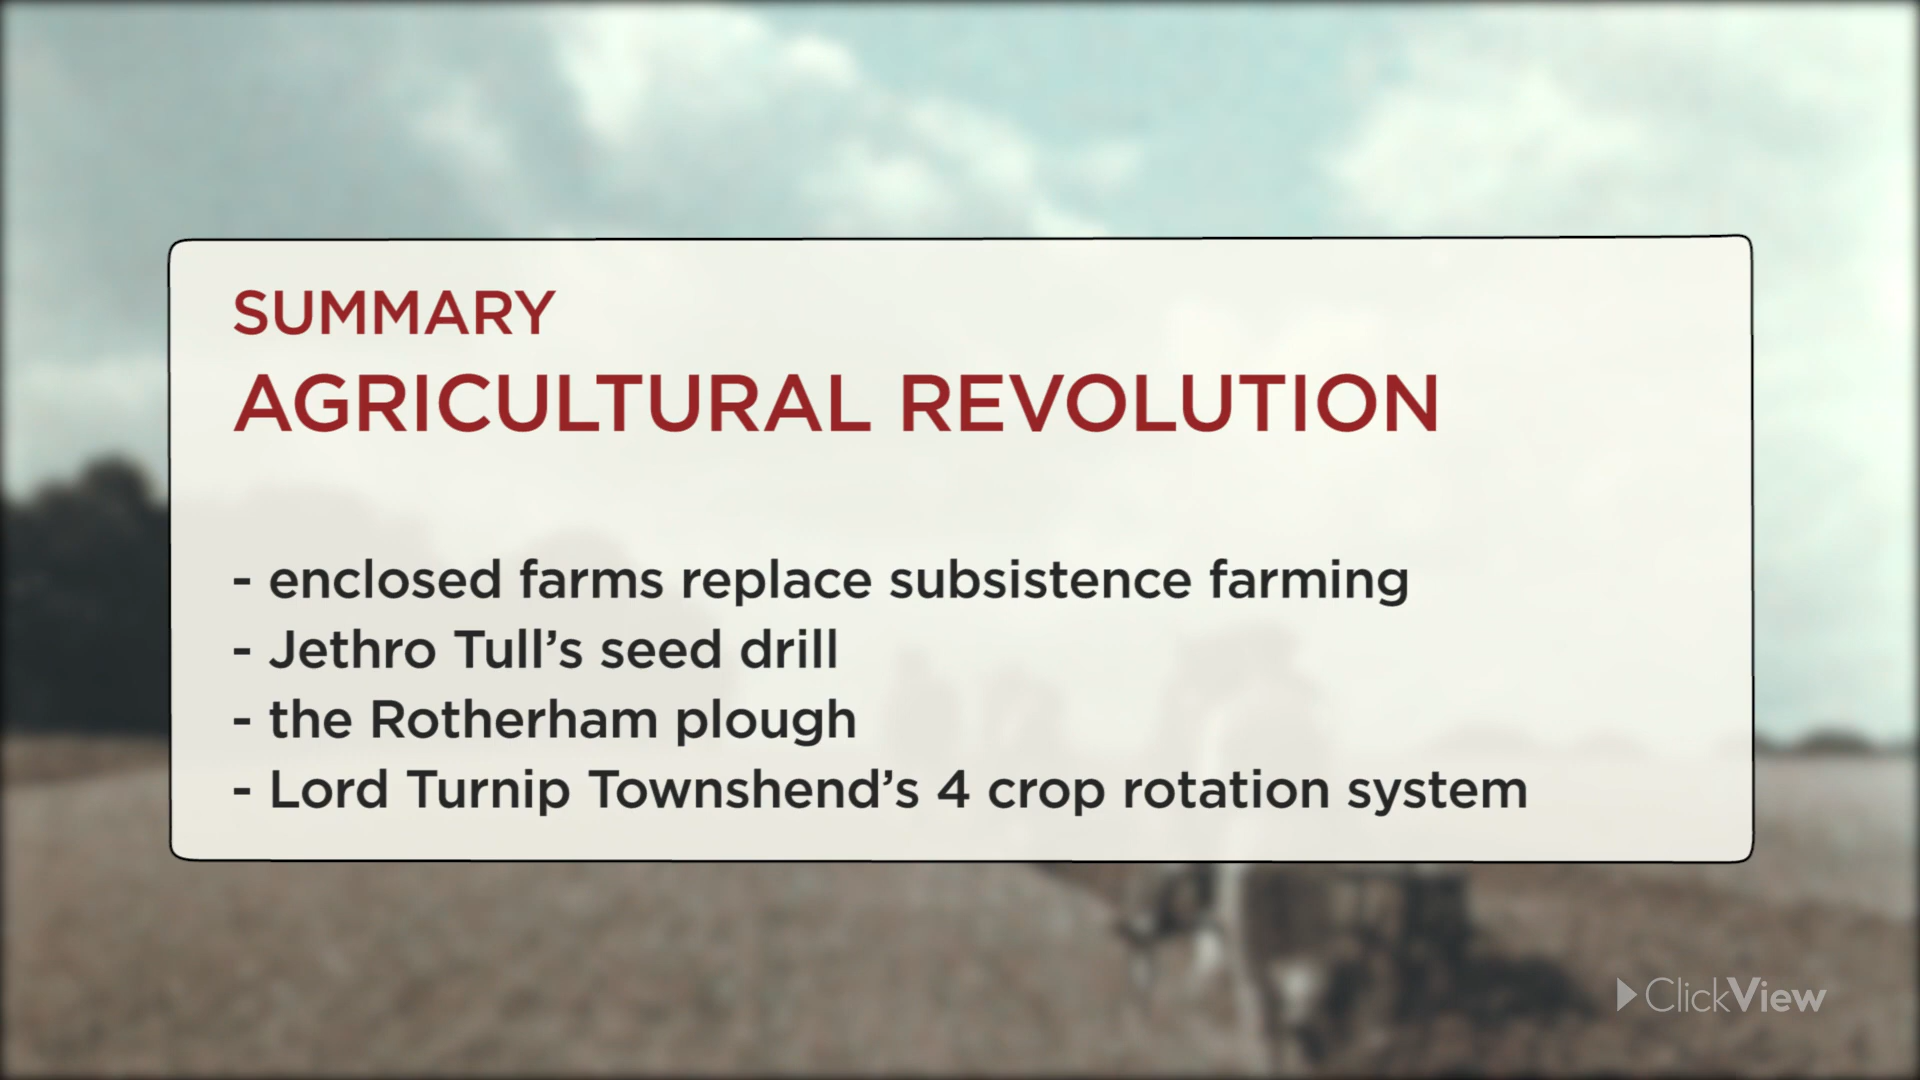 SUMMARY
AGRICULTURAL REVOLUTION
- enclosed farms replace subsistence farming
- Jethro Tull’s seed drill
- the Rotherham plough
- Lord Turnip Townshend’s 4 crop rotation system
ClickView